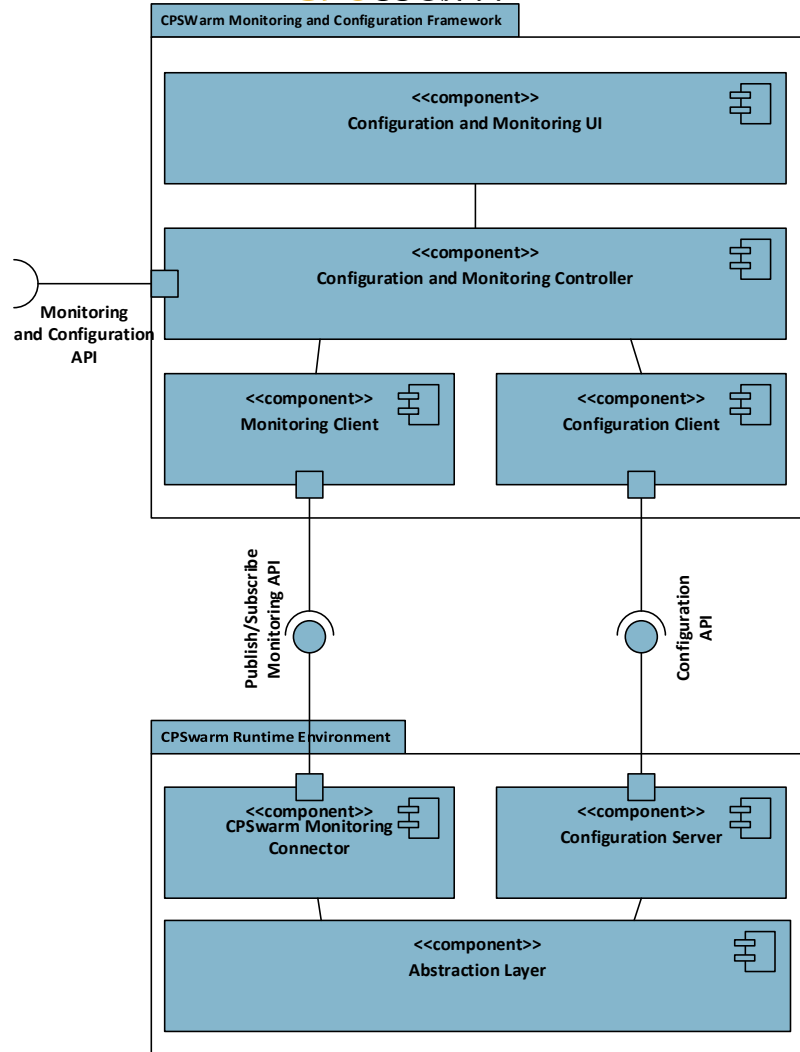 CPSWarm Monitoring and Configuration Framework
<<component>>
Configuration and Monitoring UI
<<component>>
Configuration and Monitoring Controller
Monitoring
and Configuration
API
<<component>>
Monitoring Client
<<component>>
Configuration Client
Publish/Subscribe
Monitoring API
Configuration
API
CPSwarm Runtime Environment
<<component>>
CPSwarm Monitoring
Connector
<<component>>
Configuration Server
<<component>>
Abstraction Layer